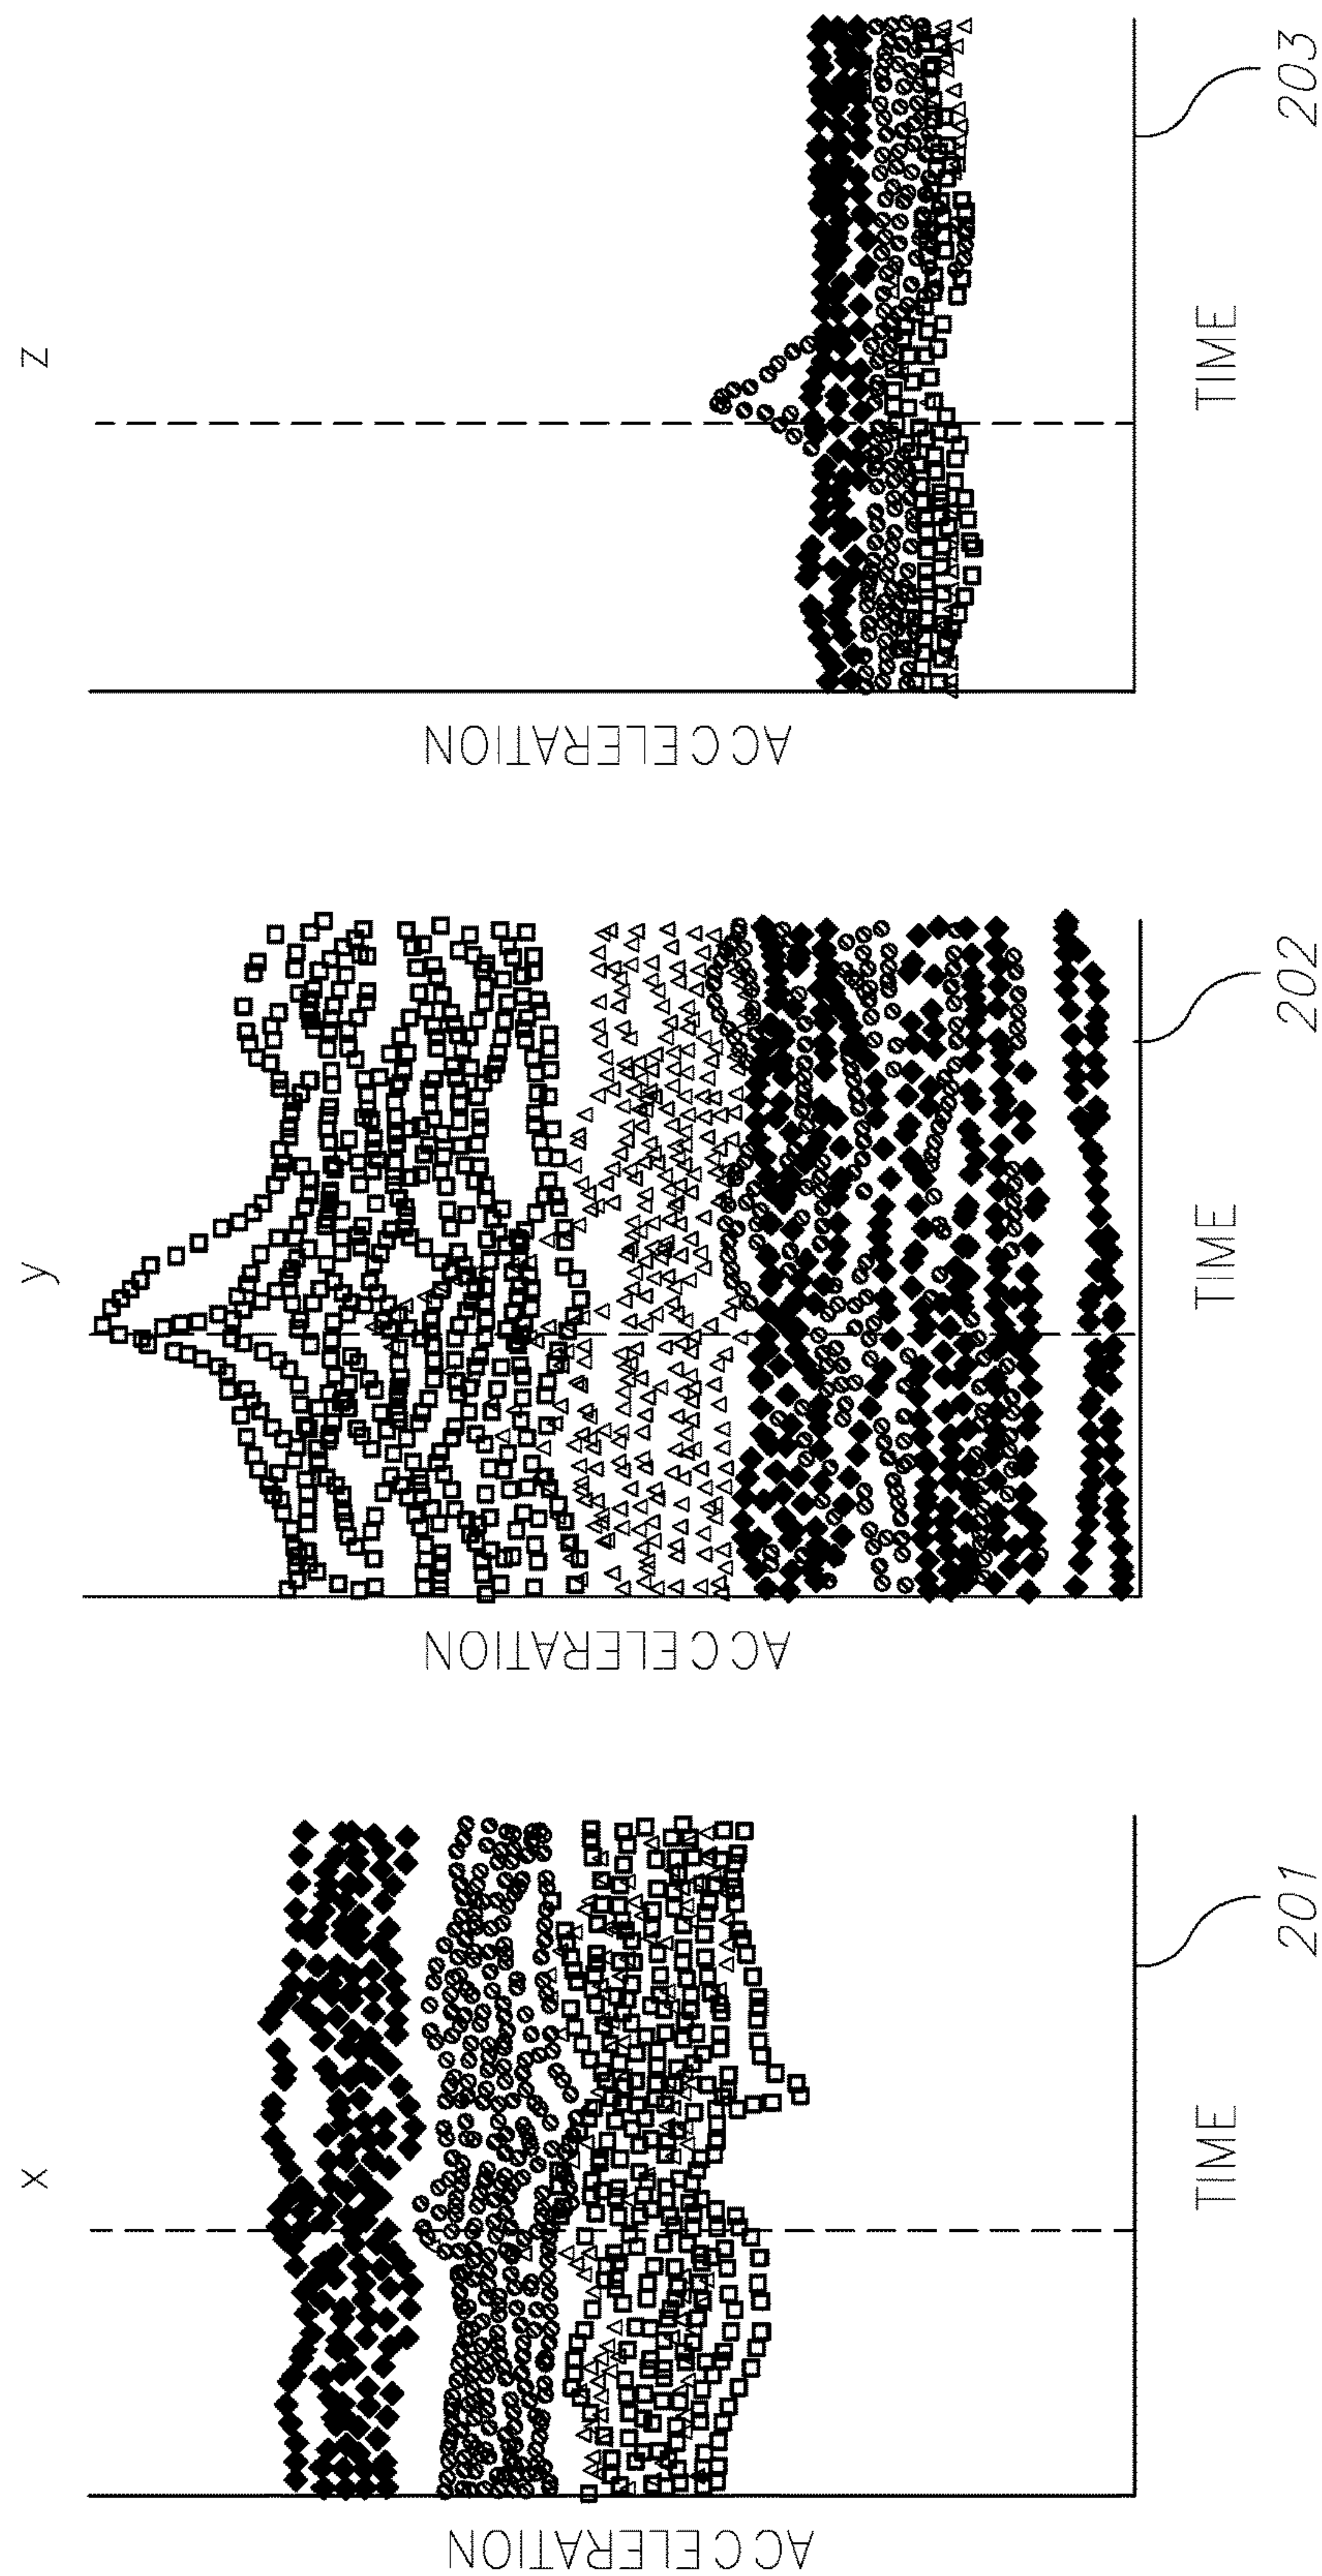 x
ACCELERATION
TIME
201
y
ACCELERATION
TIME
202
z
ACCELERATION
TIME
203